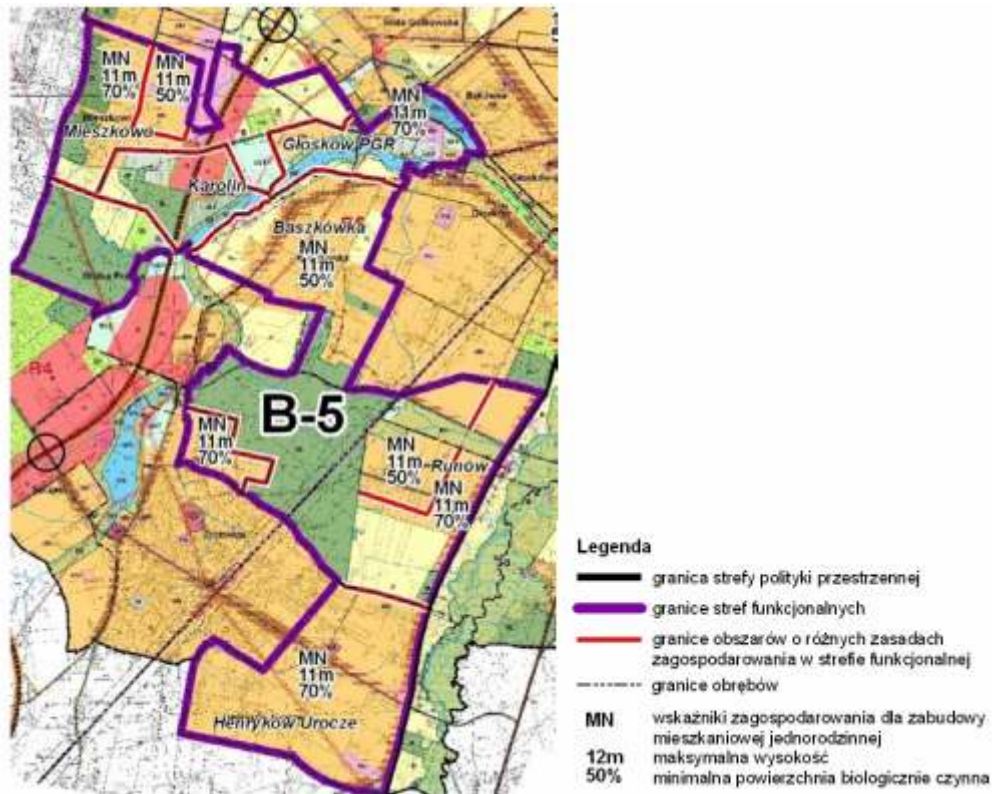 MN
11m
70%
MN
11m
50%
Mieszkowo
MN
11m
70%
Głosków PGR
Karolin
Baszkówka
MN
11m
50%
B4
B-5
MN
11m
70%
MN
11m
50%
Runów
MN
11m
70%
MN
11m
70%
Henryków Urocze
Legenda
granica strefy polityki przestrzennej
granice stref funkcjonalnych
granice obszarów o różnych zasadach
zagospodarowania w strefie funkcjonalnej
granice obrębów
MN wskaźniki zagospodarowania dla zabudowy
mieszkaniowej jednorodzinnej
12m maksymalna wysokość
50% minimalna powierzchnia biologicznie czynna